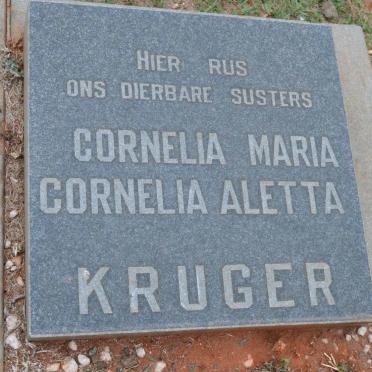 HIER RUS
ONS DIERBARE SUSTERS
CORNELIA MARIA
CORNELIA ALETTA
KRUGER